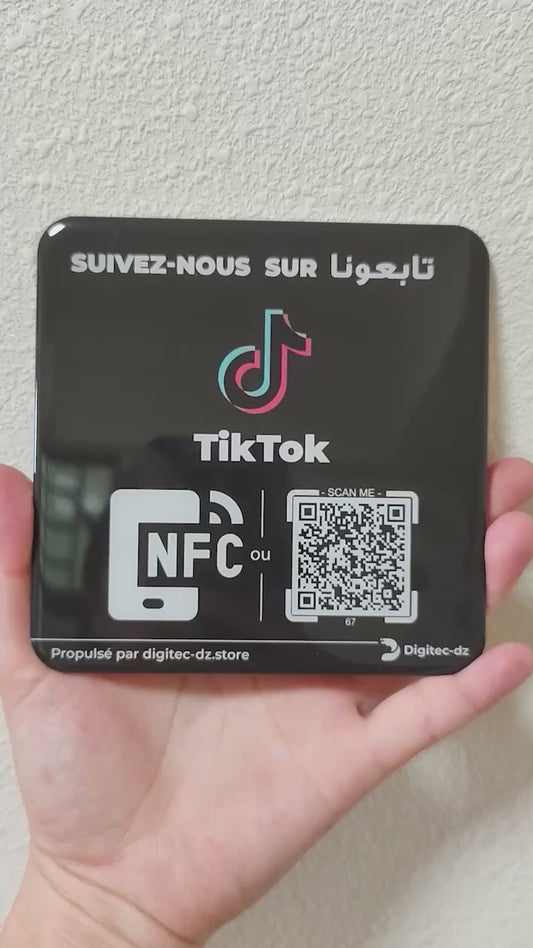 SUIVEZ-NOUS SUR تابعونا
TikTok
NFC
ou
- SCAN ME -
67
Propulsé par digitec-dz.store
Digitec-dz